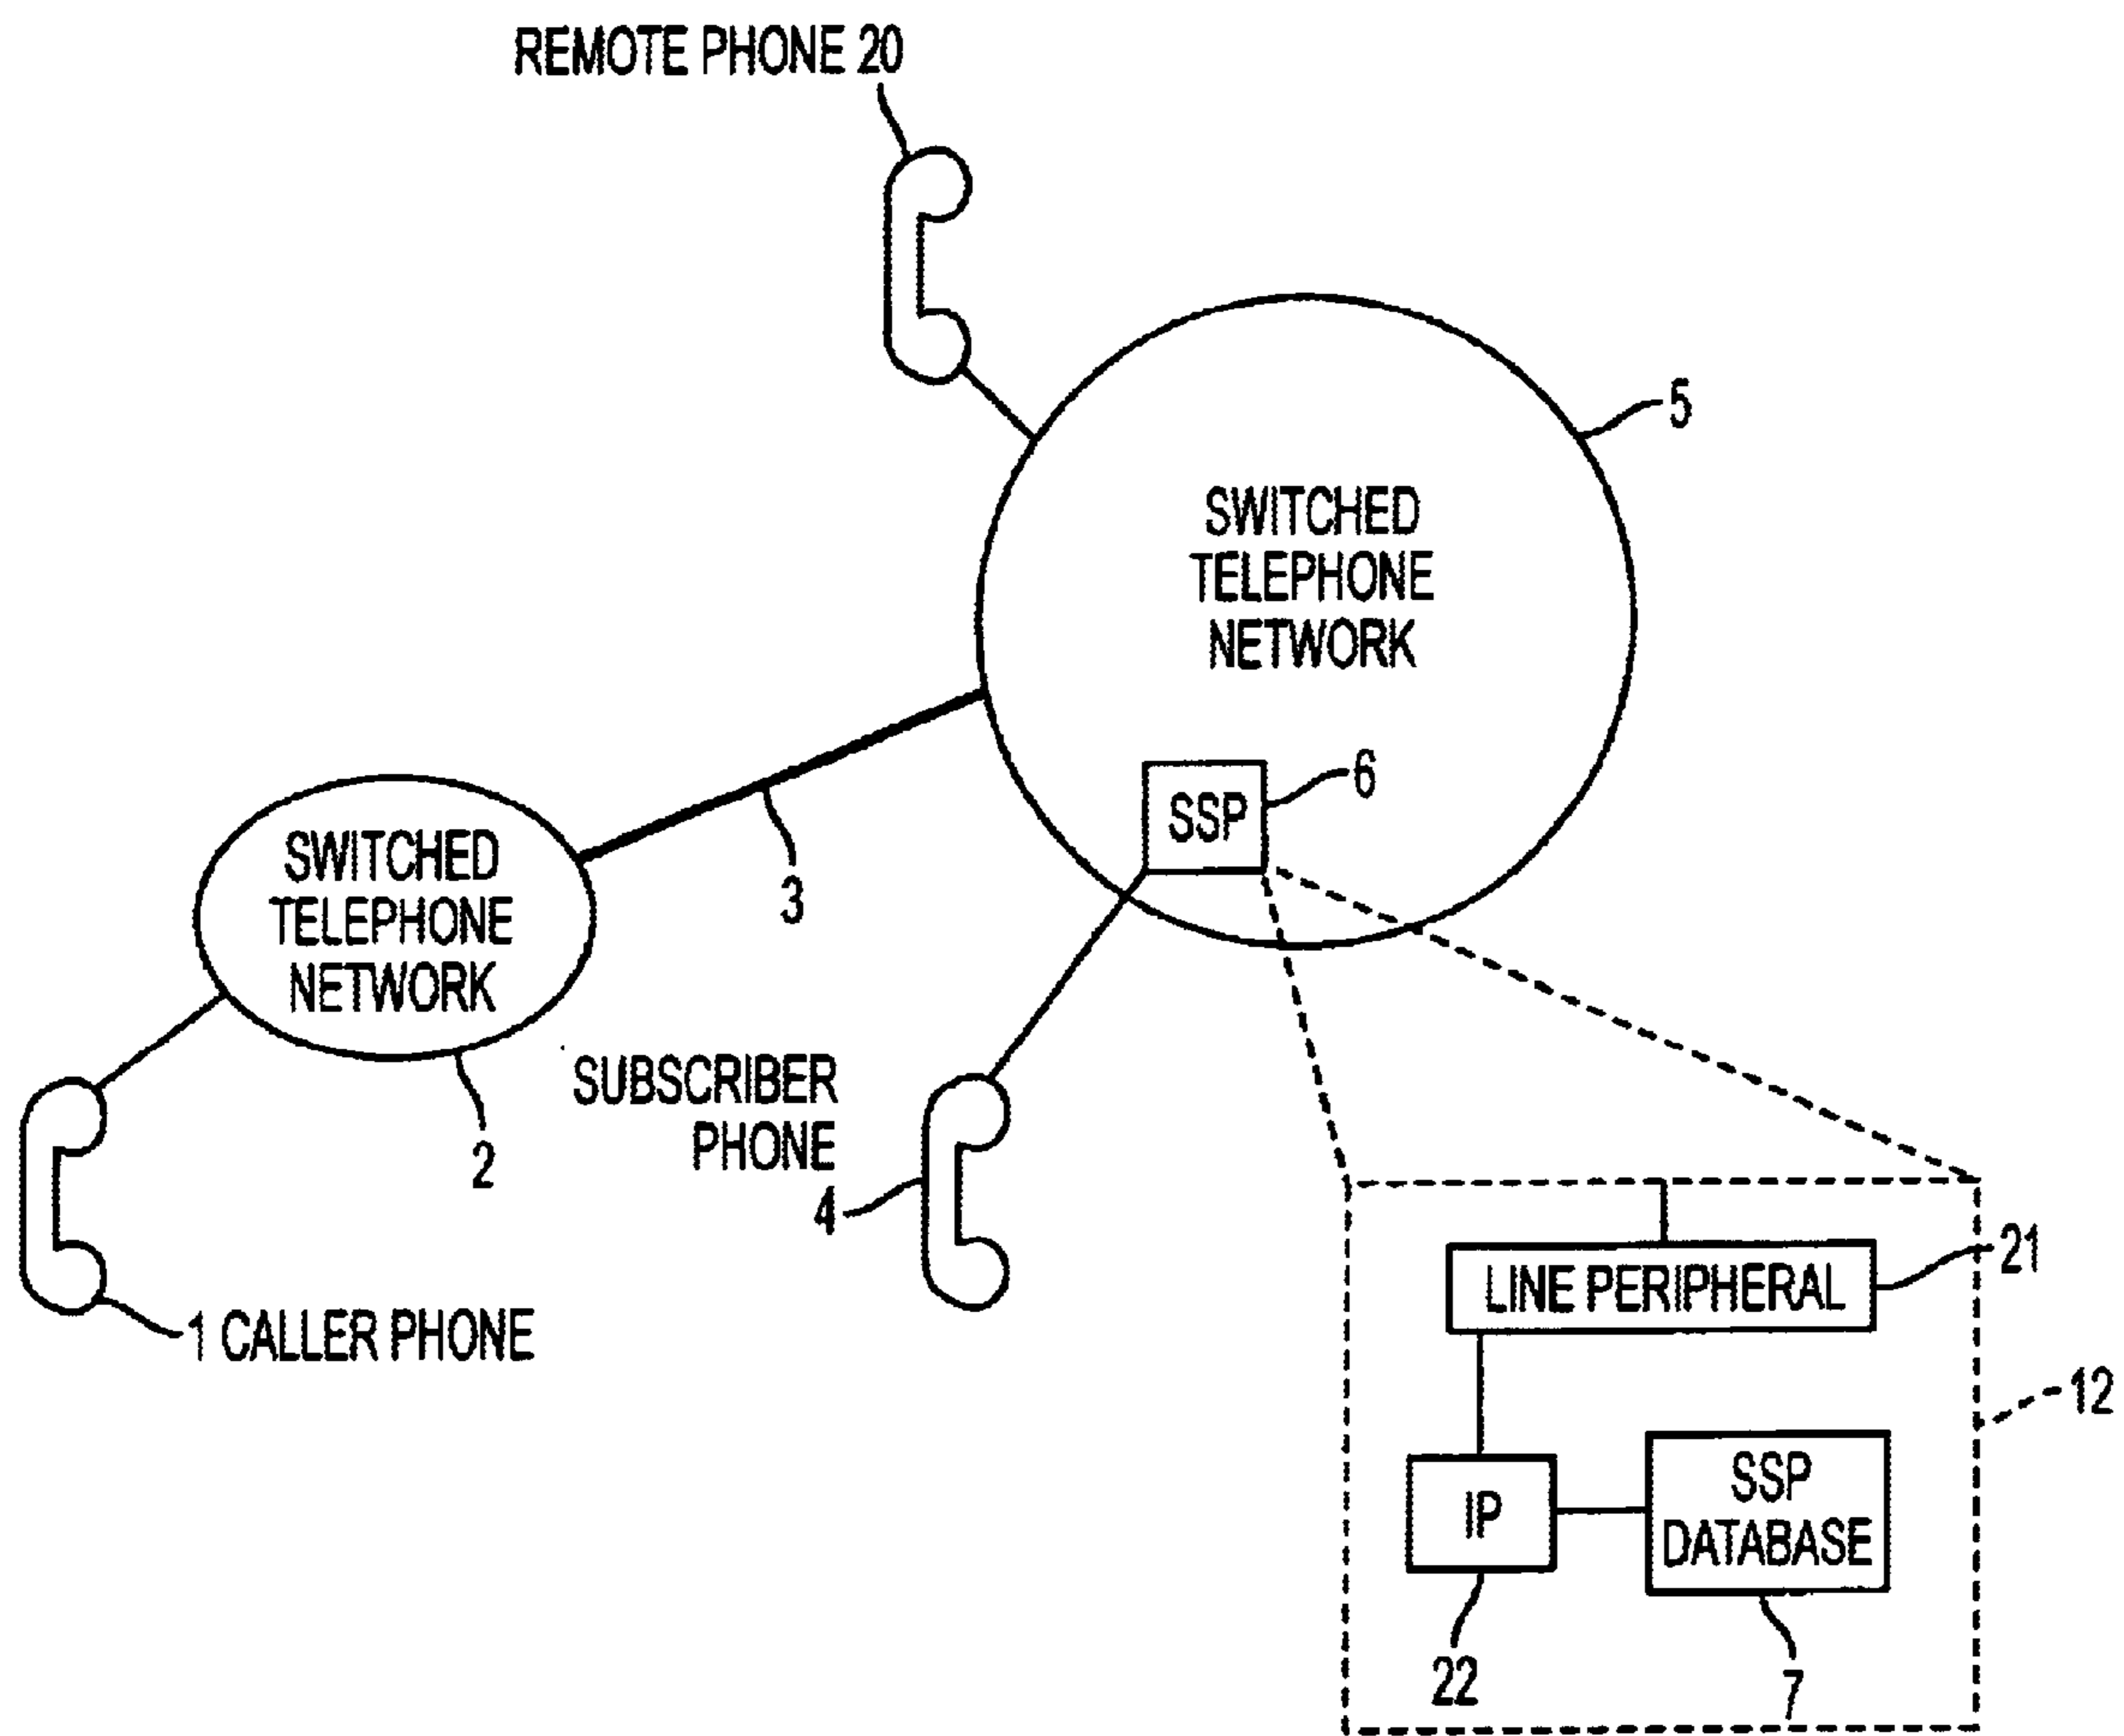 REMOTE PHONE 20
5
SWITCHED
TELEPHONE
NETWORK
6
SSP
3
SWITCHED
TELEPHONE
NETWORK
2
SUBSCRIBER
PHONE
4
1 CALLER PHONE
21
LINE PERIPHERAL
12
IP
SSP
DATABASE
22
7